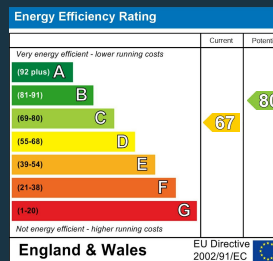 Energy Efficiency Rating
Current
Very energy efficient - lower running costs
(92 plus) A
(81-91) B
(69-80) C
(55-68) D
(39-54) E
(21-38) F
(1-20) G
67
Not energy efficient - higher running costs
England & Wales
EU Directive
2002/91/EC